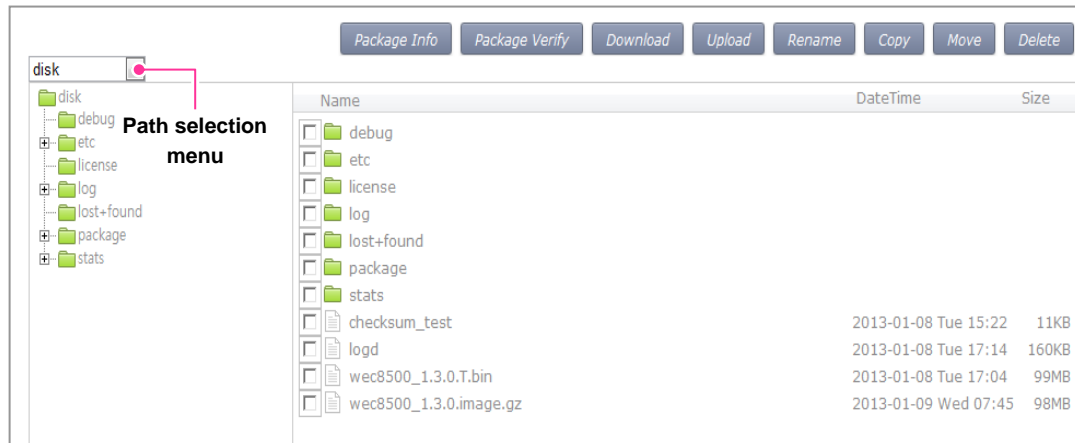 Package Info Package Verify Download Upload Rename Copy Move Delete
disk
disk
debug
etc
license
log
lost+found
package
stats
Path selection
menu
Name DateTime Size
debug
etc
license
log
lost+found
package
stats
checksum_test 2013-01-08 Tue 15:22 11KB
logd 2013-01-08 Tue 17:14 160KB
wec8500_1.3.0.T.bin 2013-01-08 Tue 17:04 99MB
wec8500_1.3.0.image.gz 2013-01-09 Wed 07:45 98MB